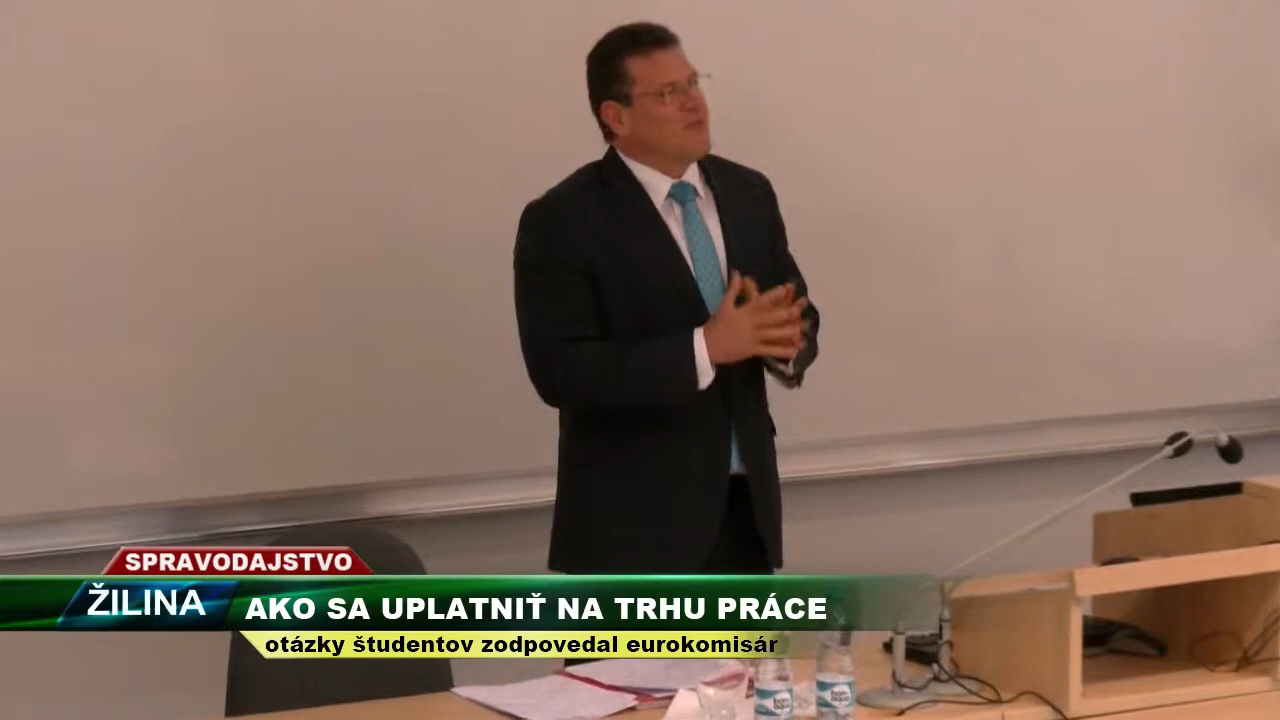 SPRAVODAJSTVO
ŽILINA
AKO SA UPLATNIŤ NA TRHU PRÁCE
otázky študentov zodpovedal eurokomisár